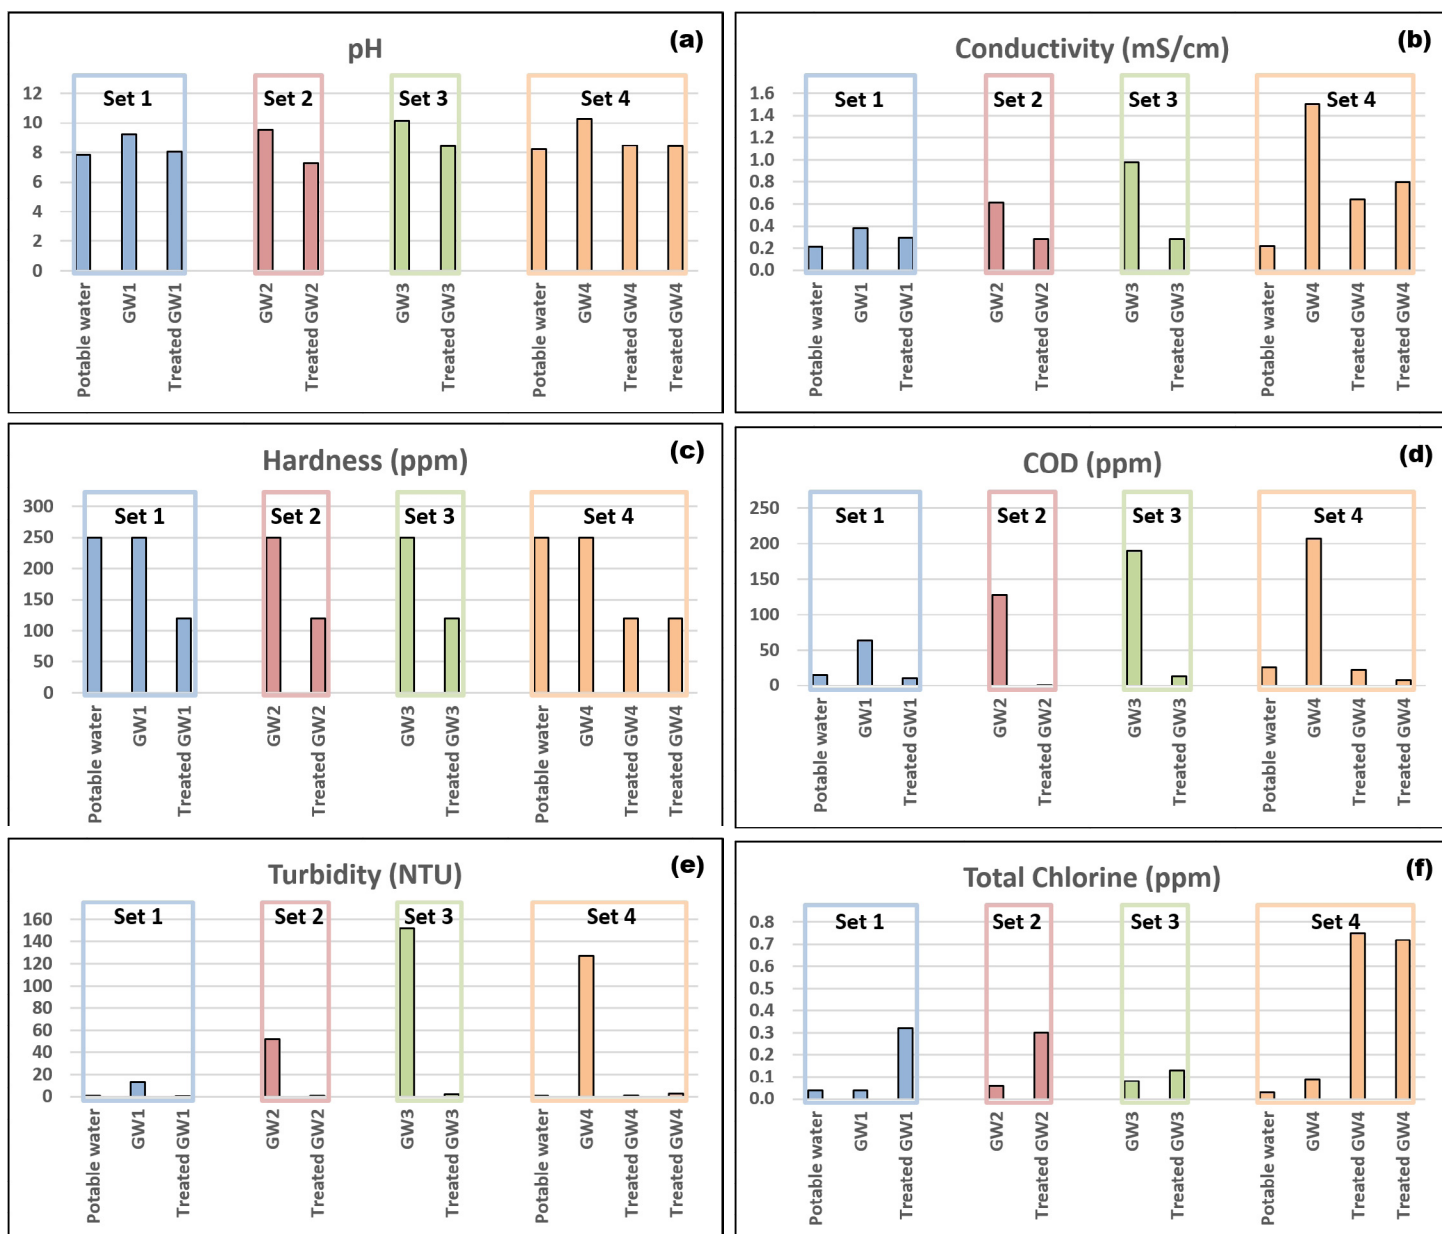 pH
(a)
Set 1
Set 2
Set 3
Set 4
12
10
8
6
4
2
0
Potable water
GW1
Treated GW1
GW2
Treated GW2
GW3
Treated GW3
Potable water
GW4
Treated GW4
Treated GW4
Conductivity (mS/cm)
(b)
Set 1
Set 2
Set 3
Set 4
1.6
1.4
1.2
1.0
0.8
0.6
0.4
0.2
0.0
Potable water
GW1
Treated GW1
GW2
Treated GW2
GW3
Treated GW3
Potable water
GW4
Treated GW4
Treated GW4
Hardness (ppm)
(c)
Set 1
Set 2
Set 3
Set 4
300
250
200
150
100
50
0
Potable water
GW1
Treated GW1
GW2
Treated GW2
GW3
Treated GW3
Potable water
GW4
Treated GW4
Treated GW4
COD (ppm)
(d)
Set 1
Set 2
Set 3
Set 4
250
200
150
100
50
0
Potable water
GW1
Treated GW1
GW2
Treated GW2
GW3
Treated GW3
Potable water
GW4
Treated GW4
Treated GW4
Turbidity (NTU)
(e)
Set 1
Set 2
Set 3
Set 4
160
140
120
100
80
60
40
20
0
Potable water
GW1
Treated GW1
GW2
Treated GW2
GW3
Treated GW3
Potable water
GW4
Treated GW4
Treated GW4
Total Chlorine (ppm)
(f)
Set 1
Set 2
Set 3
Set 4
0.8
0.7
0.6
0.5
0.4
0.3
0.2
0.1
0.0
Potable water
GW1
Treated GW1
GW2
Treated GW2
GW3
Treated GW3
Potable water
GW4
Treated GW4
Treated GW4